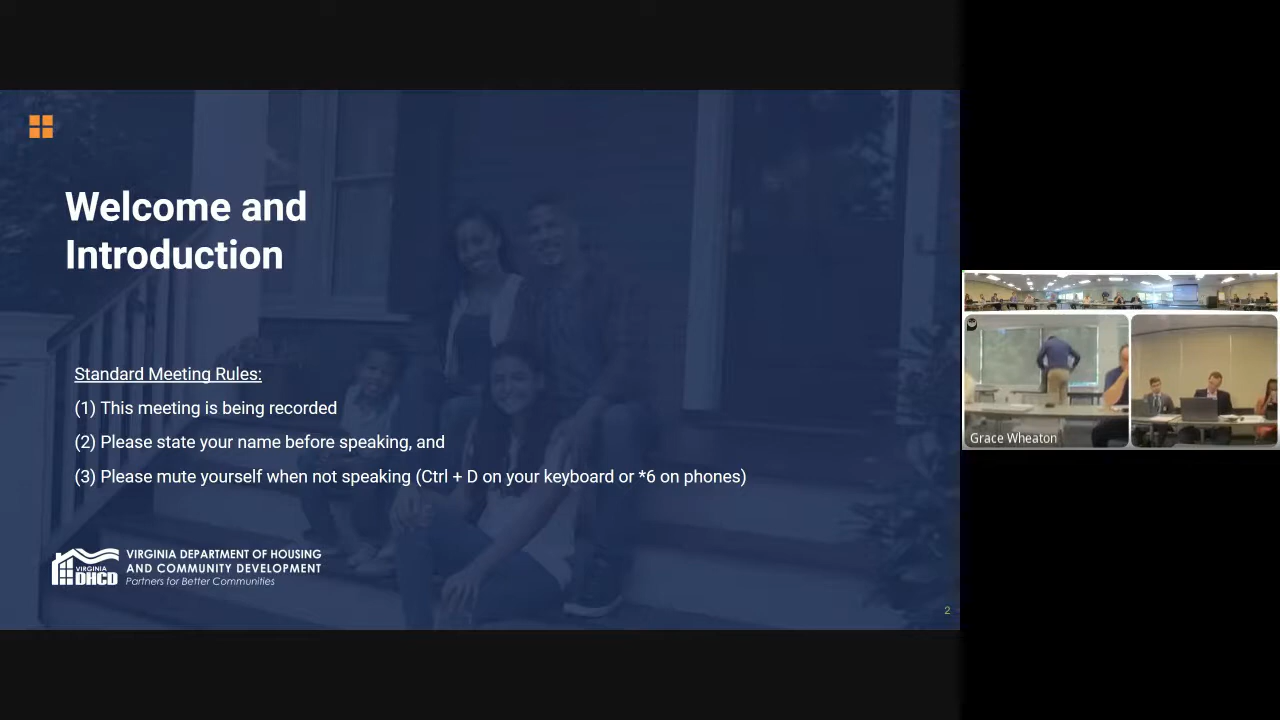 Welcome and
Introduction
Standard Meeting Rules:
(1) This meeting is being recorded
(2) Please state your name before speaking, and
(3) Please mute yourself when not speaking (Ctrl + D on your keyboard or *6 on phones)
VIRGINIA
DHCD
VIRGINIA DEPARTMENT OF HOUSING
AND COMMUNITY DEVELOPMENT
Partners for Better Communities
2
Grace Wheaton